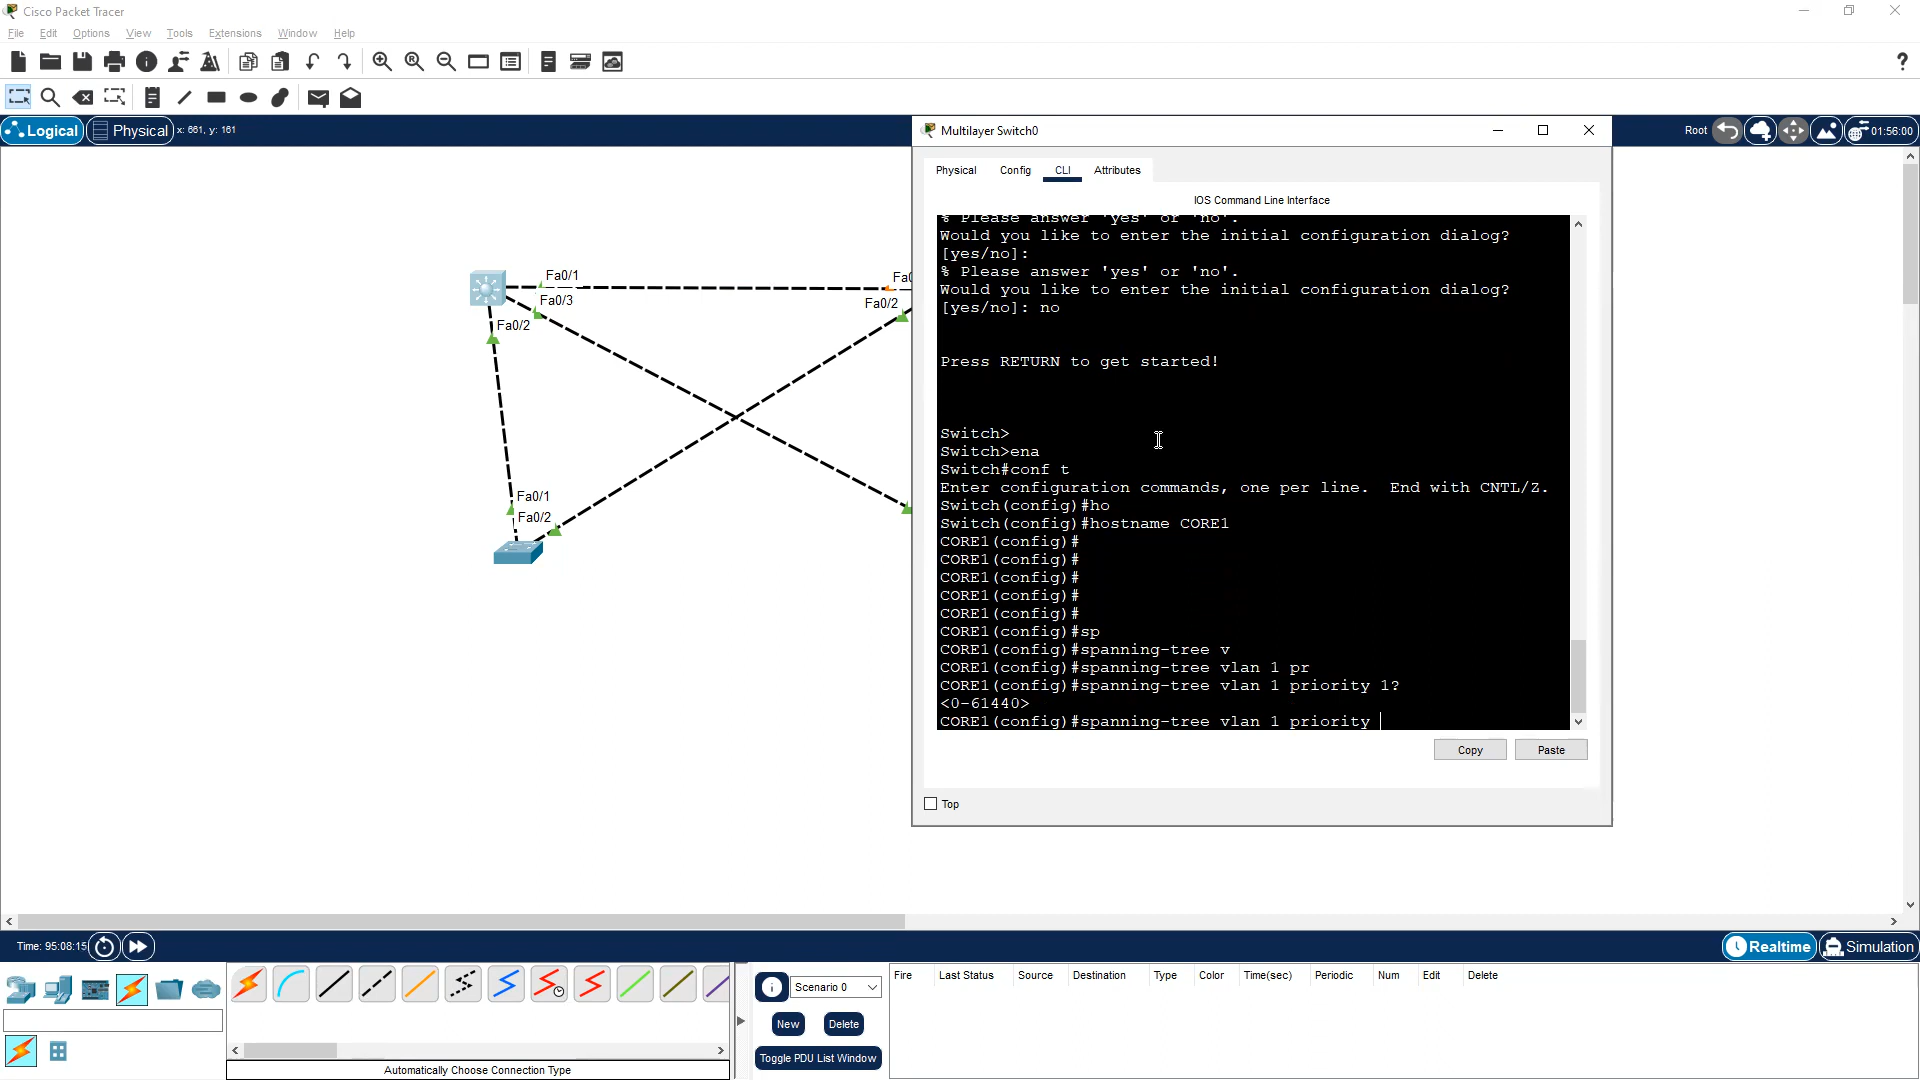 Cisco Packet Tracer
File Edit Options View Tools Extensions Window Help
Logical Physical x: 661, y: 161
Root 01:56:00
Fa0/1
Fa0/3
Fa0/2
Fa0
Fa0/2
Fa0/1
Fa0/2
Multilayer Switch0
Physical Config CLI Attributes
IOS Command Line Interface
% Please answer 'yes' or 'no'.
Would you like to enter the initial configuration dialog?
[yes/no]:
% Please answer 'yes' or 'no'.
Would you like to enter the initial configuration dialog?
[yes/no]: no
Press RETURN to get started!
Switch>
Switch>ena
Switch#conf t
Enter configuration commands, one per line. End with CNTL/Z.
Switch(config)#ho
Switch(config)#hostname CORE1
CORE1(config)#
CORE1(config)#
CORE1(config)#
CORE1(config)#
CORE1(config)#
CORE1(config)#sp
CORE1(config)#spanning-tree v
CORE1(config)#spanning-tree vlan 1 pr
CORE1(config)#spanning-tree vlan 1 priority 1?
<0-61440>
CORE1(config)#spanning-tree vlan 1 priority
Copy Paste
Top
Time: 95:08:15
Realtime Simulation
Scenario 0
New Delete
Toggle PDU List Window
Fire Last Status Source Destination Type Color Time(sec) Periodic Num Edit Delete
Automatically Choose Connection Type